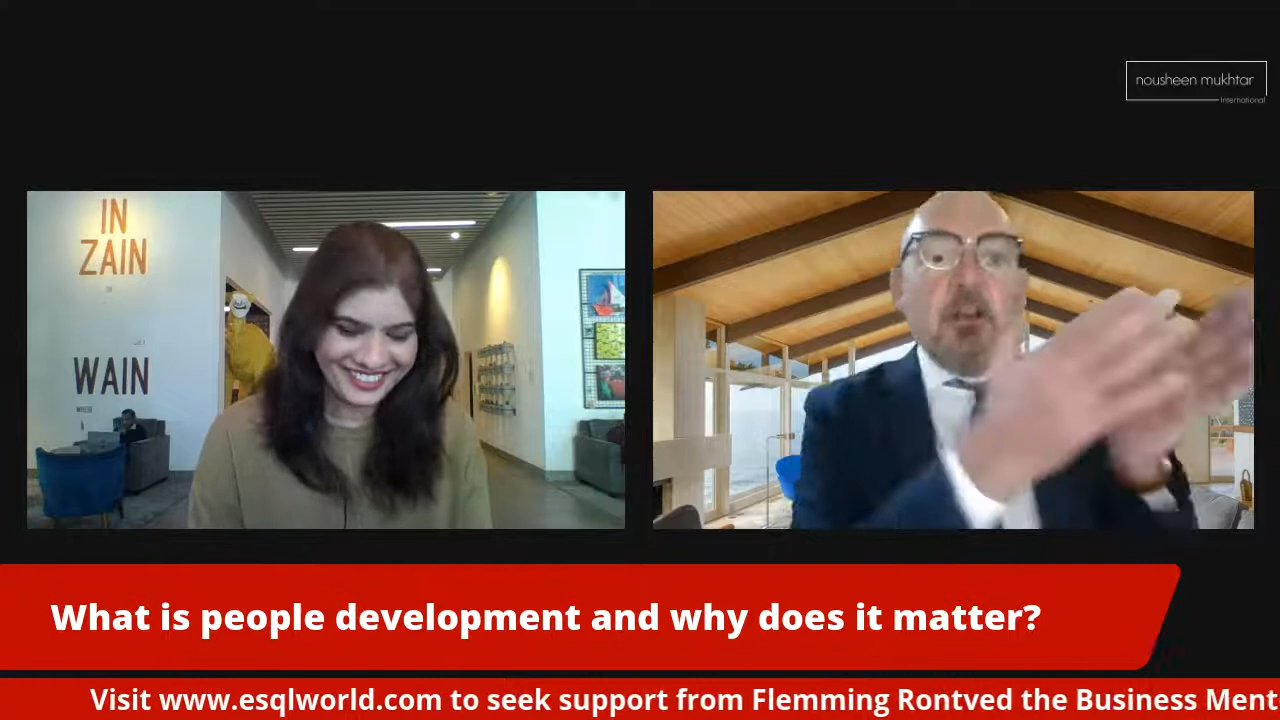 nousheen mukhtar
International
IN
ZAIN
WAIN
What is people development and why does it matter?
Visit www.esqlworld.com to seek support from Flemming Rontved the Business Ment